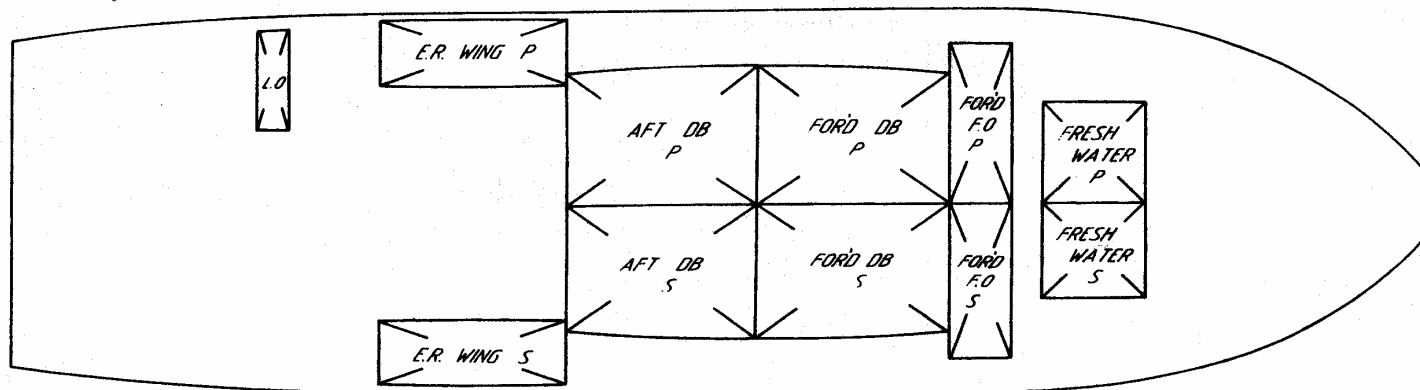 L.O
E.R. WING P
AFT DB
P
FOR'D DB
P
FOR'D
F.O
P
FRESH
WATER
P
AFT DB
S
FOR'D DB
S
FOR'D
F.O
S
FRESH
WATER
S
E.R. WING S